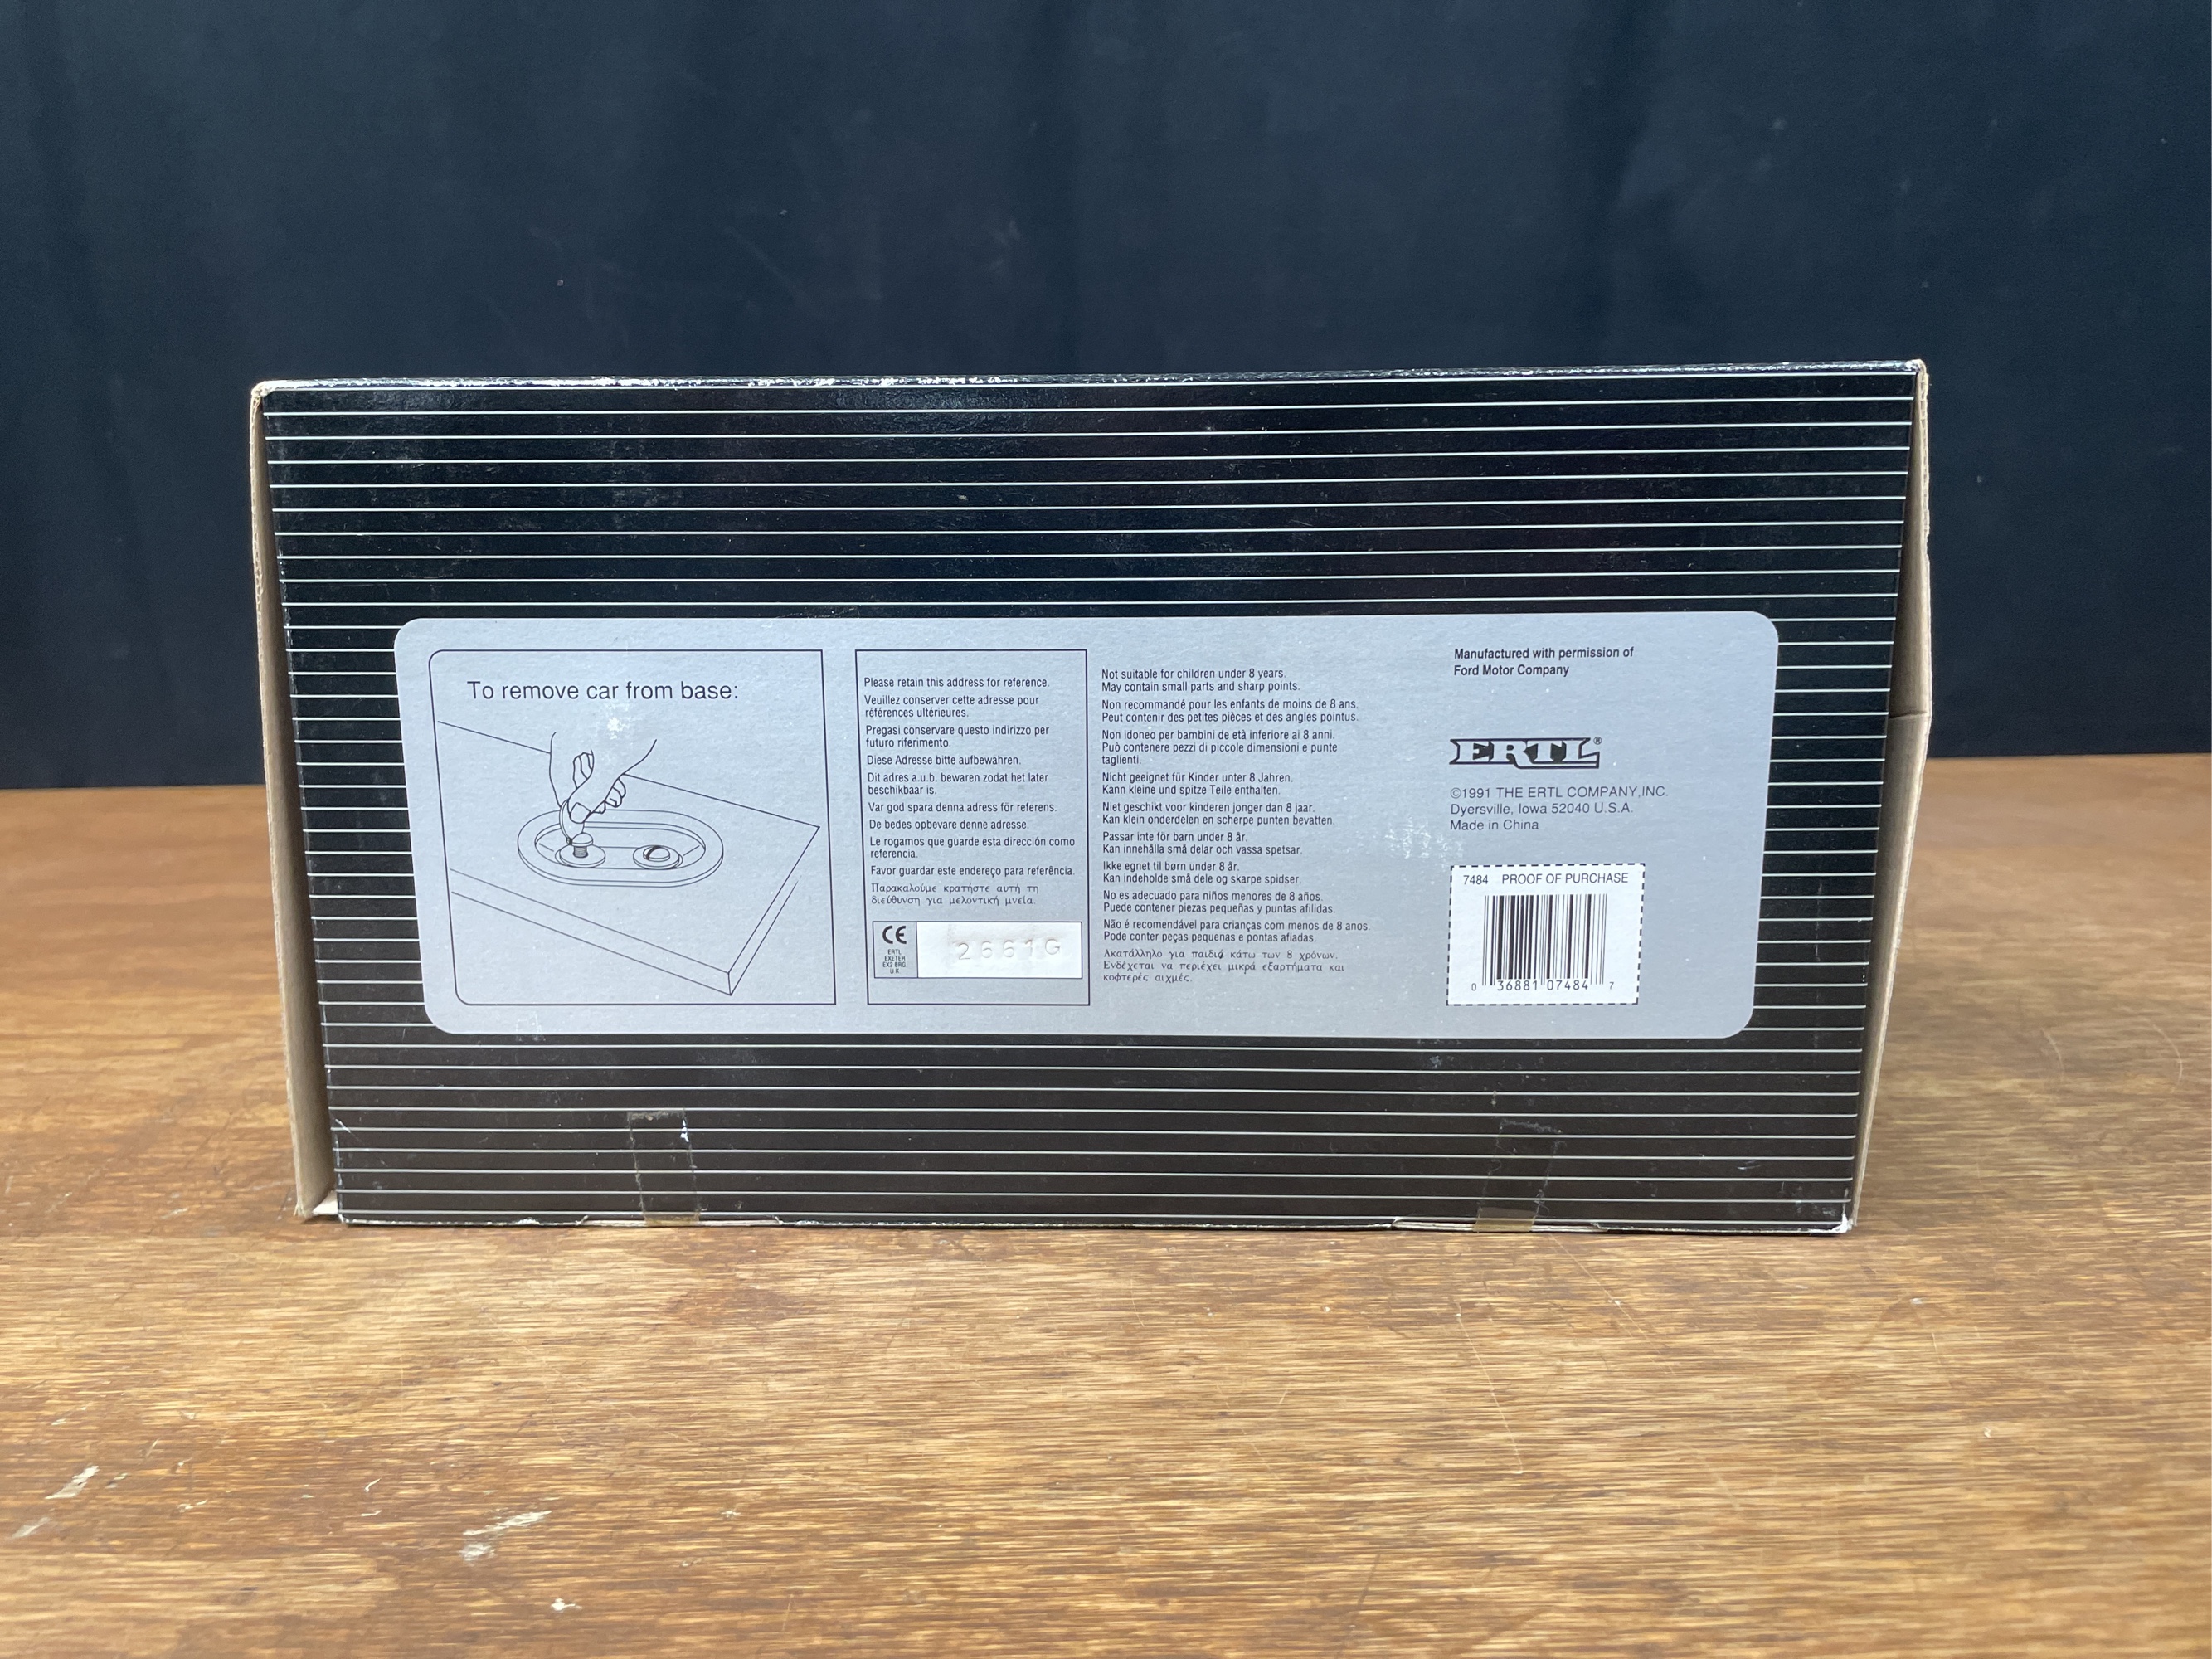 To remove car from base:
Please retain this address for reference.
Veuillez conserver cette adresse pour
références ultérieures.
Pregasi conservare questo indirizzo per
futuro riferimento.
Diese Adresse bitte aufbewahren.
Dit adres a.u.b. bewaren zodat het later
beschikbaar is.
Var god spara denna adress för referens.
De bedes opbevare denne adresse.
Le rogamos que guarde esta dirección como
referencia.
Favor guardar este endereço para referência.
Παρακαλούμε κρατήστε αυτή τη
διεύθυνση για μελοντική μνεία.
CE
ERTL
EXETER
EX2 8RG.
U.K.
2661G
Not suitable for children under 8 years.
May contain small parts and sharp points.
Non recommandé pour les enfants de moins de 8 ans.
Peut contenir des petites pièces et des angles pointus.
Non idoneo per bambini de età inferiore ai 8 anni.
Può contenere pezzi di piccole dimensioni e punte
taglienti.
Nicht geeignet für Kinder unter 8 Jahren.
Kann kleine und spitze Teile enthalten.
Niet geschikt voor kinderen jonger dan 8 jaar.
Kan klein onderdelen en scherpe punten bevatten.
Passar inte för barn under 8 år.
Kan innehålla små delar och vassa spetsar.
Ikke egnet til børn under 8 år.
Kan indeholde små dele og skarpe spidser.
No es adecuado para niños menores de 8 años.
Puede contener piezas pequeñas y puntas afiladas.
Não é recomendável para crianças com menos de 8 anos.
Pode conter peças pequenas e pontas afiadas.
Ακατάλληλο για παιδιά κάτω των 8 χρόνων.
Ενδέχεται να περιέχει μικρά εξαρτήματα και
κοφτερές αιχμές.
Manufactured with permission of
Ford Motor Company
ERTL®
©1991 THE ERTL COMPANY,INC.
Dyersville, Iowa 52040 U.S.A.
Made in China
7484 PROOF OF PURCHASE
0 36881 07484 7